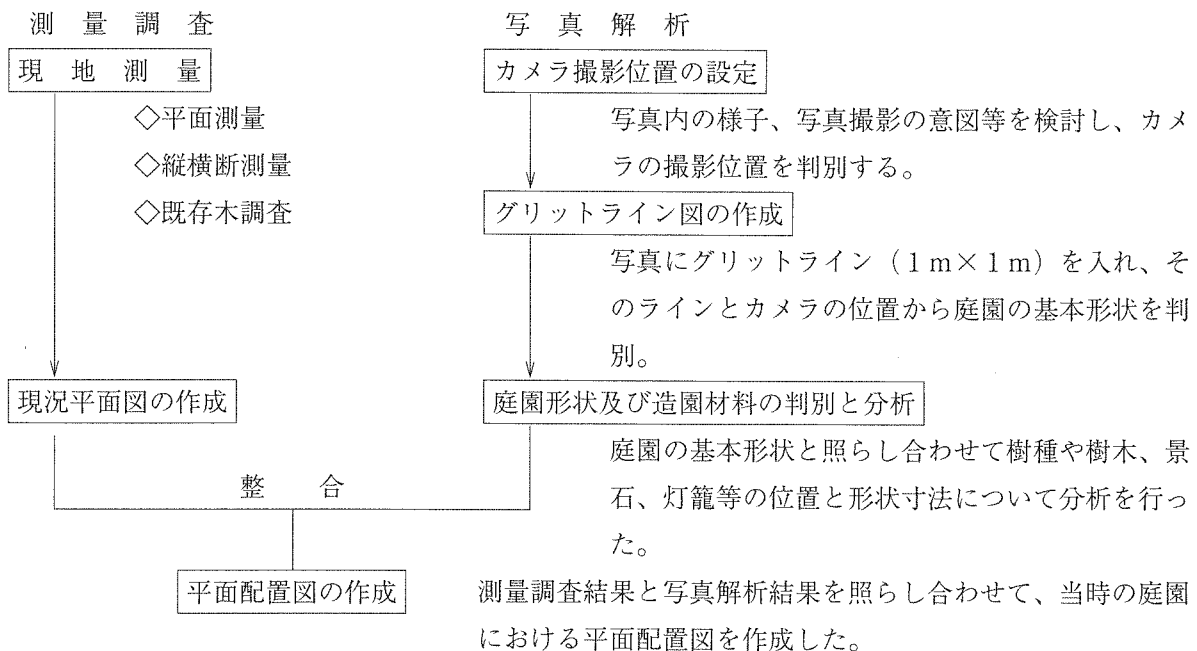 測量調査
現地測量
◇平面測量
◇縦横断測量
◇既存木調査
現況平面図の作成
写真解析
カメラ撮影位置の設定
写真内の様子、写真撮影の意図等を検討し、カメ
ラの撮影位置を判別する。
グリットライン図の作成
写真にグリットライン（１ｍ×１ｍ）を入れ、そ
のラインとカメラの位置から庭園の基本形状を判
別。
庭園形状及び造園材料の判別と分析
庭園の基本形状と照らし合わせて樹種や樹木、景
石、灯籠等の位置と形状寸法について分析を行っ
た。
整合
平面配置図の作成
測量調査結果と写真解析結果を照らし合わせて、当時の庭園
における平面配置図を作成した。